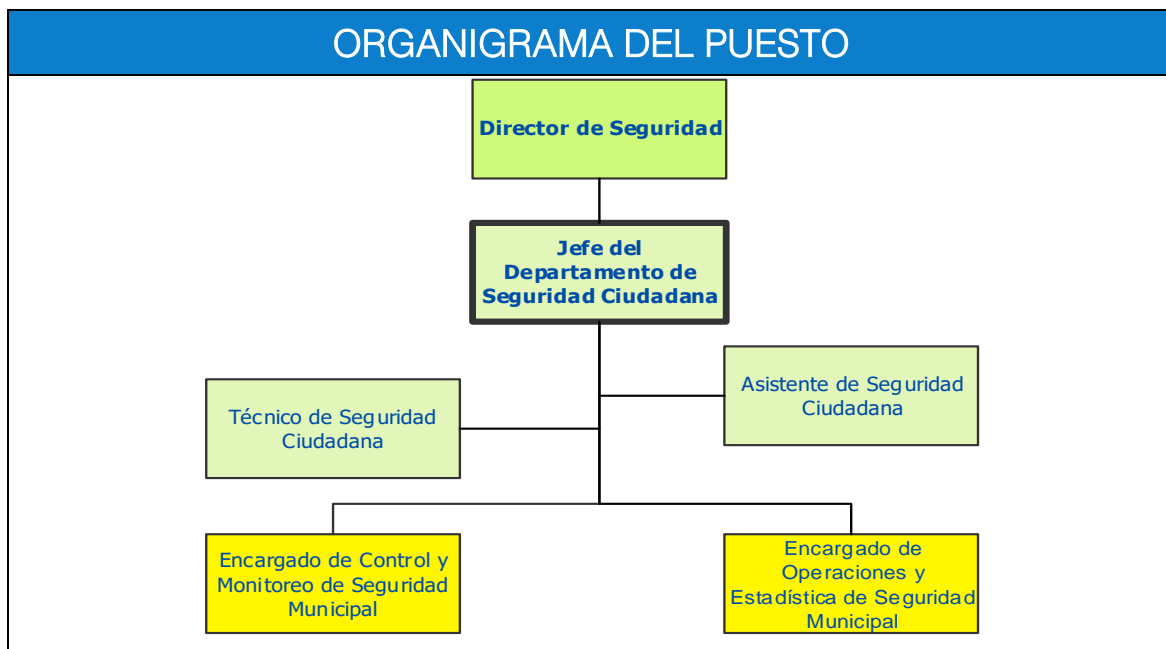 ORGANIGRAMA DEL PUESTO
Director de Seguridad
Jefe del
Departamento de
Seguridad Ciudadana
Asistente de Seguridad
Ciudadana
Técnico de Seguridad
Ciudadana
Encargado de Control y
Monitoreo de Seguridad
Municipal
Encargado de
Operaciones y
Estadística de Seguridad
Municipal